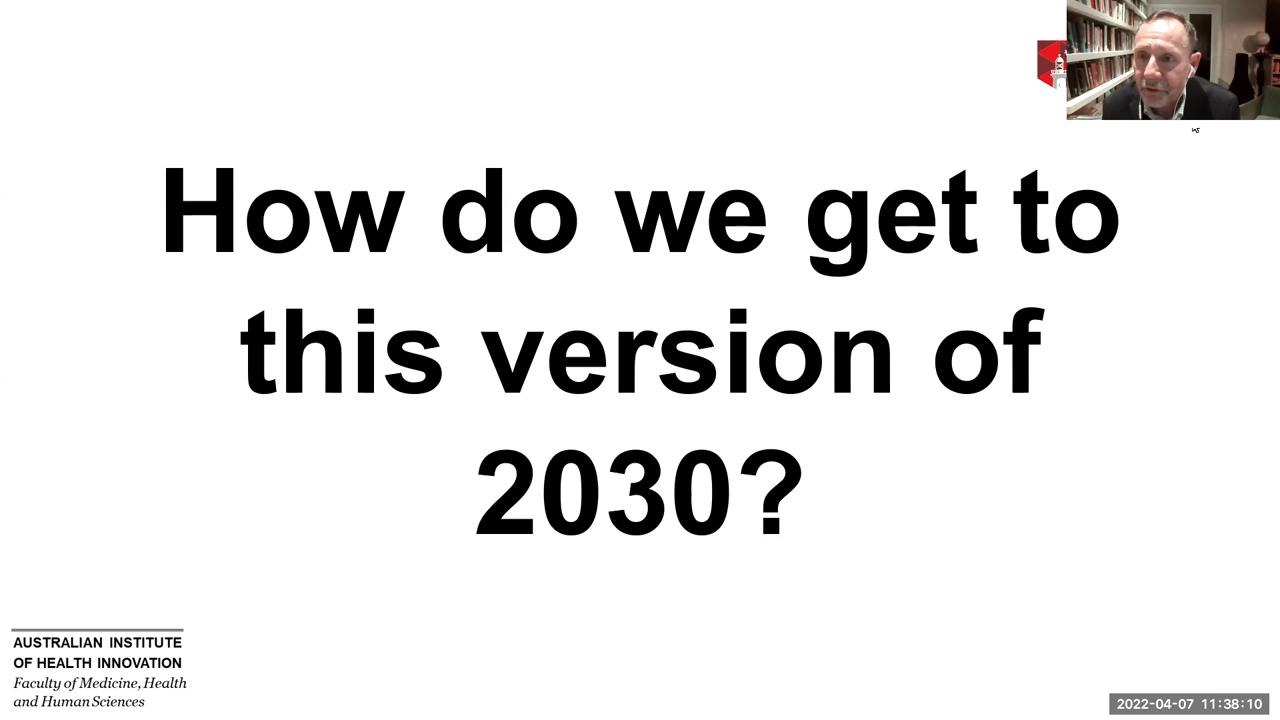 How do we get to
this version of
2030?
AUSTRALIAN INSTITUTE
OF HEALTH INNOVATION
Faculty of Medicine, Health
and Human Sciences
2022-04-07 11:38:10